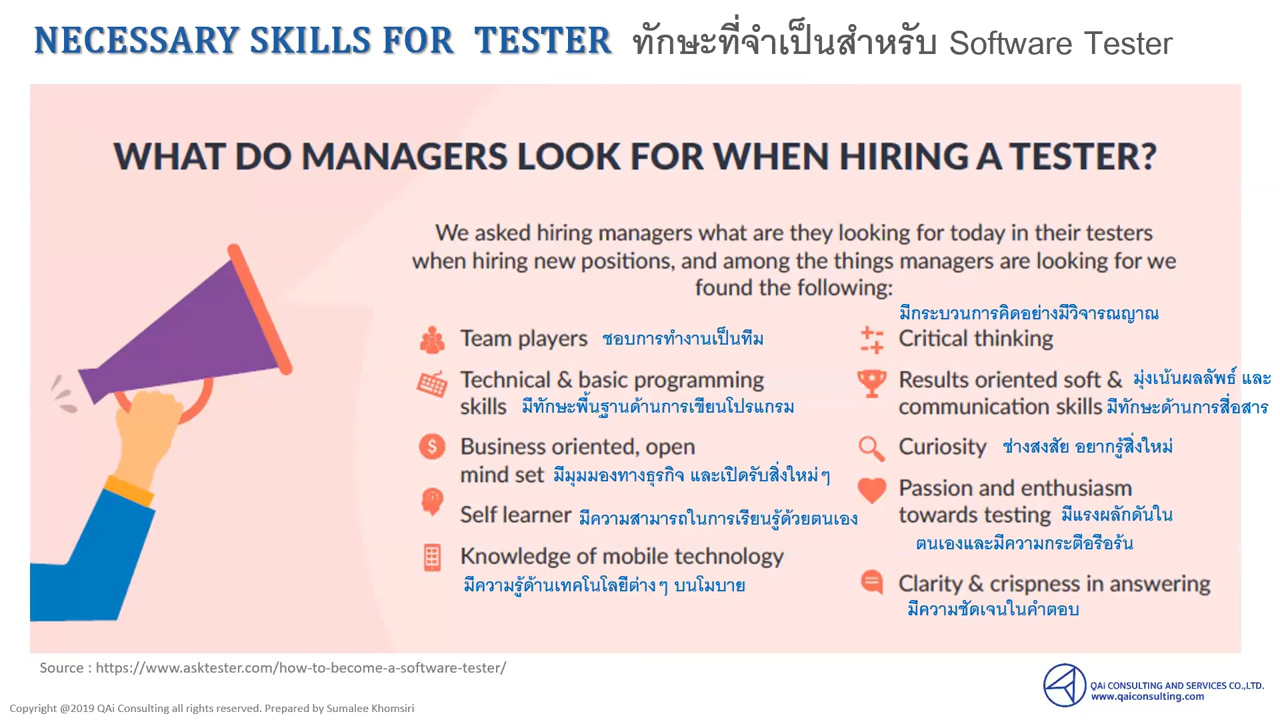 NECESSARY SKILLS FOR TESTER ทักษะที่จำเป็นสำหรับ Software Tester
WHAT DO MANAGERS LOOK FOR WHEN HIRING A TESTER?
We asked hiring managers what are they looking for today in their testers
when hiring new positions, and among the things managers are looking for we
found the following:
Team players ชอบการทำงานเป็นทีม
Technical & basic programming
skills มีทักษะพื้นฐานด้านการเขียนโปรแกรม
Business oriented, open
mind set มีมุมมองทางธุรกิจ และเปิดรับสิ่งใหม่ๆ
Self learner มีความสามารถในการเรียนรู้ด้วยตนเอง
Knowledge of mobile technology
มีความรู้ด้านเทคโนโลยีต่างๆ บนโมบาย
มีกระบวนการคิดอย่างมีวิจารณญาณ
Critical thinking
Results oriented soft & มุ่งเน้นผลลัพธ์ และ
communication skills มีทักษะด้านการสื่อสาร
Curiosity ช่างสงสัย อยากรู้สิ่งใหม่
Passion and enthusiasm
towards testing มีแรงผลักดันใน
ตนเองและมีความกระตือรือร้น
Clarity & crispness in answering
มีความชัดเจนในคำตอบ
Source : https://www.asktester.com/how-to-become-a-software-tester/
QAi CONSULTING AND SERVICES CO.,LTD.
www.qaiconsulting.com
Copyright @2019 QAi Consulting all rights reserved. Prepared by Sumalee Khomsiri